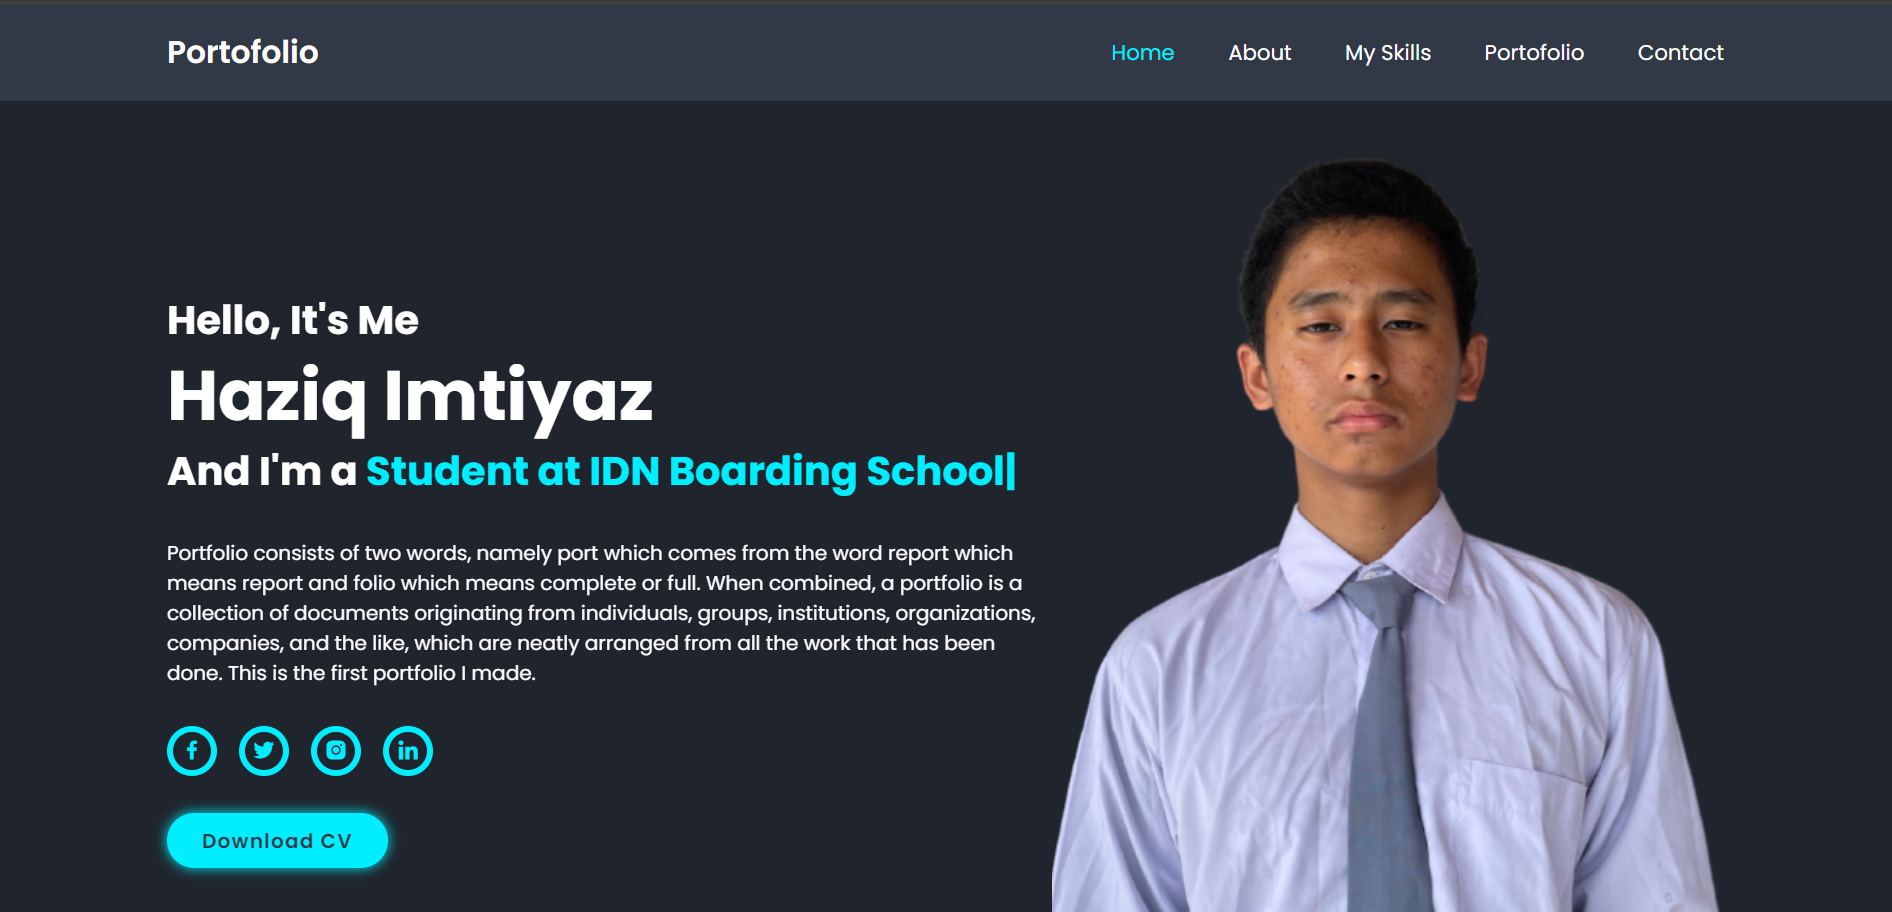 Portofolio
Home About My Skills Portofolio Contact
Hello, It's Me
Haziq Imtiyaz
And I'm a Student at IDN Boarding School|
Portfolio consists of two words, namely port which comes from the word report which
means report and folio which means complete or full. When combined, a portfolio is a
collection of documents originating from individuals, groups, institutions, organizations,
companies, and the like, which are neatly arranged from all the work that has been
done. This is the first portfolio I made.
Download CV